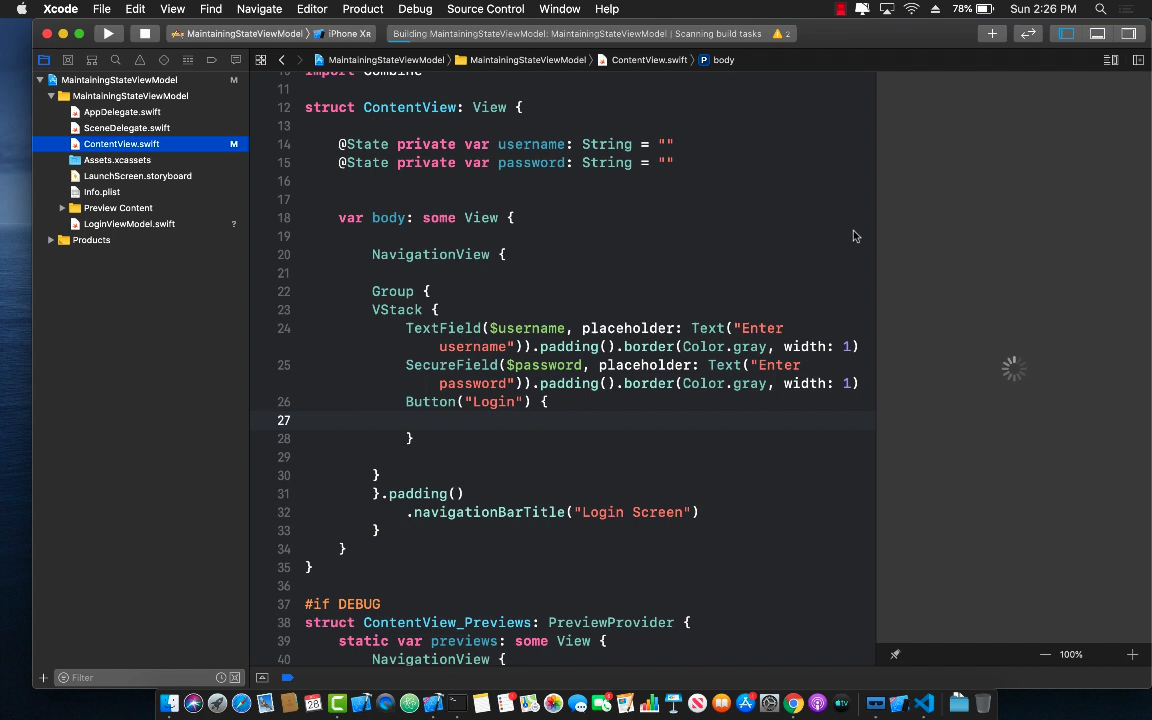 Xcode File Edit View Find Navigate Editor Product Debug Source Control Window Help 78% Sun 2:26 PM
MaintainingStateViewModel iPhone Xʀ Building MaintainingStateViewModel: MaintainingStateViewModel | Scanning build tasks 2
MaintainingStateViewModel MaintainingStateViewModel ContentView.swift body
MaintainingStateViewModel M
MaintainingStateViewModel
AppDelegate.swift
SceneDelegate.swift
ContentView.swift M
Assets.xcassets
LaunchScreen.storyboard
Info.plist
Preview Content
LoginViewModel.swift ?
Products
10 import Combine
11
12 struct ContentView: View {
13
14 @State private var username: String = ""
15 @State private var password: String = ""
16
17
18 var body: some View {
19
20 NavigationView {
21
22 Group {
23 VStack {
24 TextField($username, placeholder: Text("Enter
username")).padding().border(Color.gray, width: 1)
25 SecureField($password, placeholder: Text("Enter
password")).padding().border(Color.gray, width: 1)
26 Button("Login") {
27
28 }
29
30 }
31 }.padding()
32 .navigationBarTitle("Login Screen")
33 }
34 }
35 }
36
37 #if DEBUG
38 struct ContentView_Previews: PreviewProvider {
39 static var previews: some View {
40 NavigationView {
100%
Filter